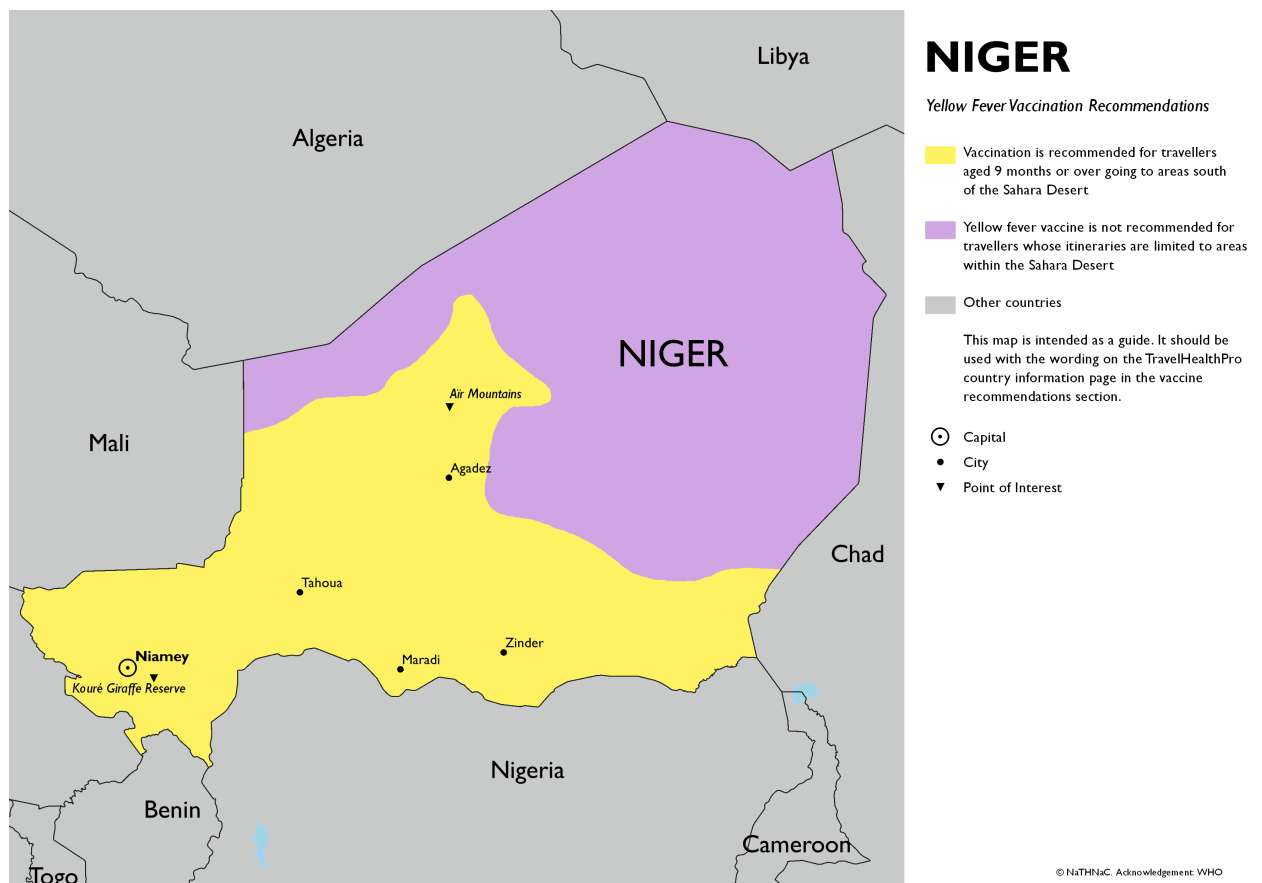 Libya
NIGER
Yellow Fever Vaccination Recommendations
Algeria
Vaccination is recommended for travellers
aged 9 months or over going to areas south
of the Sahara Desert
Yellow fever vaccine is not recommended for
travellers whose itineraries are limited to areas
within the Sahara Desert
Other countries
This map is intended as a guide. It should be
used with the wording on the TravelHealthPro
country information page in the vaccine
recommendations section.
NIGER
Aïr Mountains
Mali
Capital
City
Point of Interest
Agadez
Chad
Tahoua
Zinder
Niamey
Maradi
Kouré Giraffe Reserve
Nigeria
Benin
Cameroon
Togo
© NaTHNaC. Acknowledgement: WHO